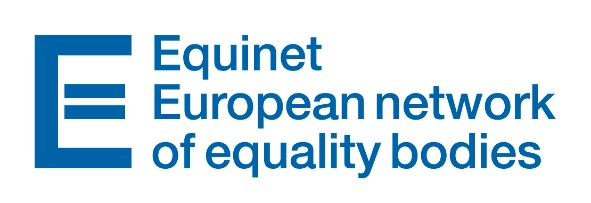 Equinet
European network
of equality bodies